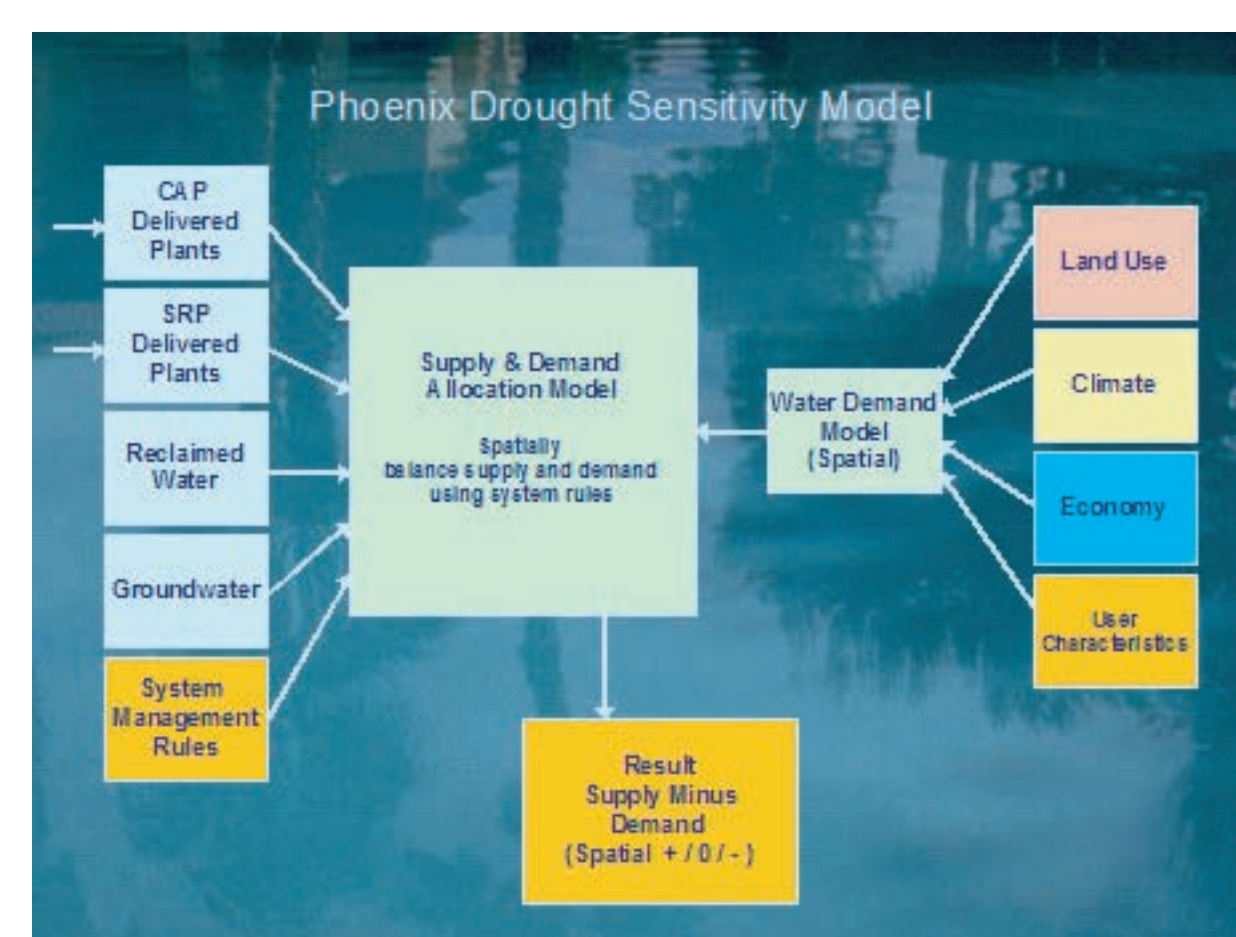 Phoenix Drought Sensitivity Model
CAP
Delivered
Plants
SRP
Delivered
Plants
Reclaimed
Water
Groundwater
System
Management
Rules
Supply & Demand
Allocation Model
Spatially
balance supply and demand
using system rules
Water Demand
Model
(Spatial)
Land Use
Climate
Economy
User
Characteristics
Result
Supply Minus
Demand
(Spatial + / 0 / - )